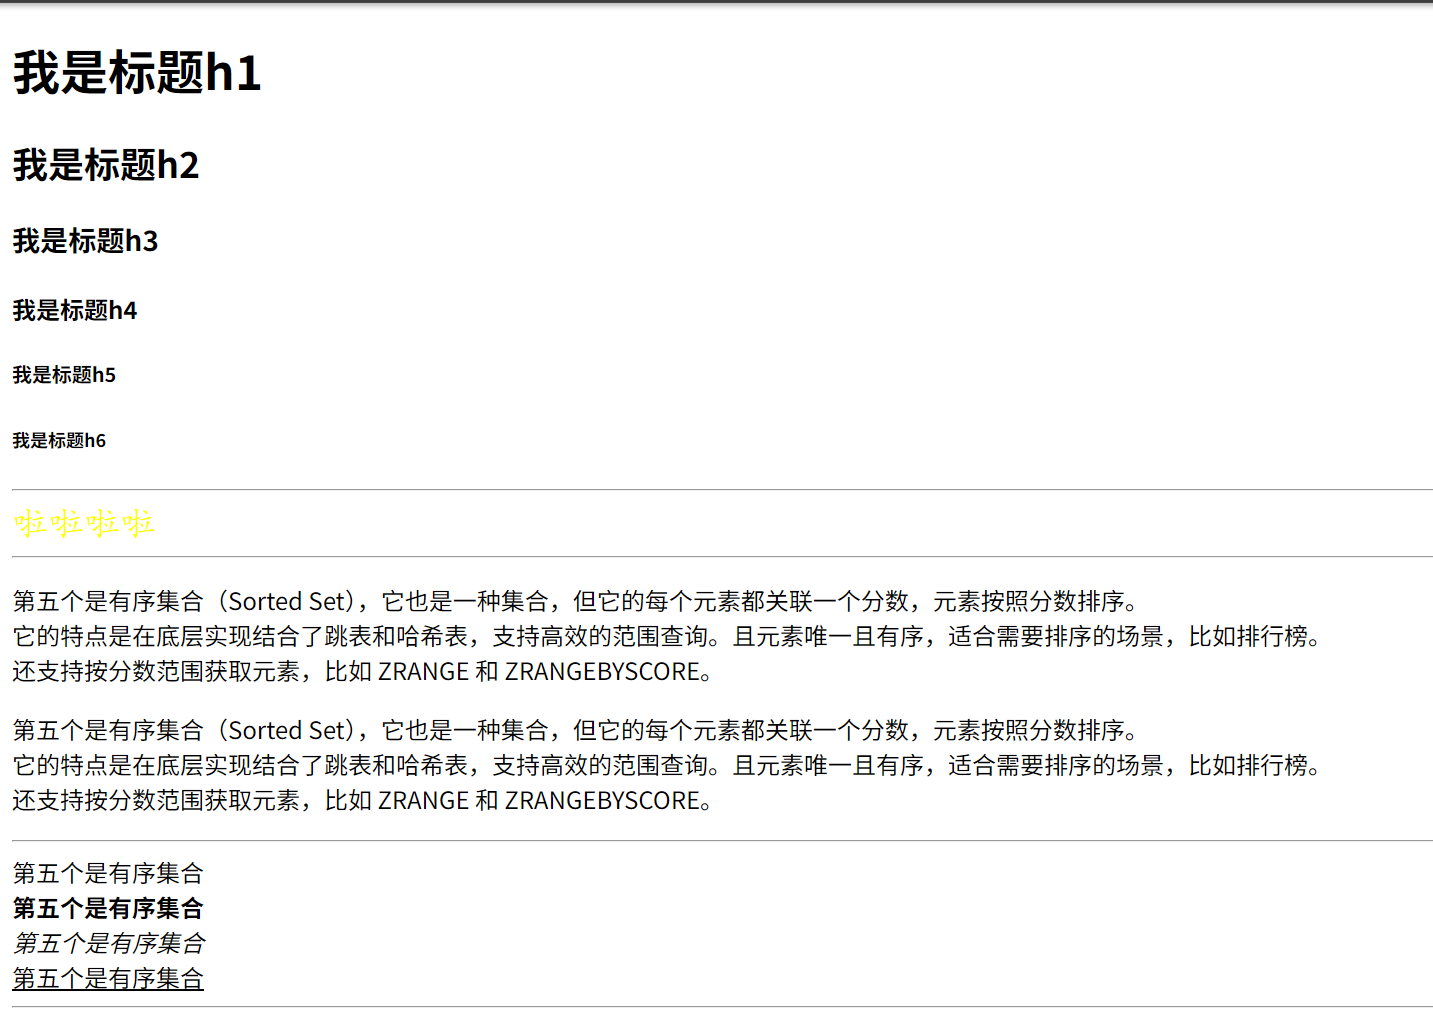 我是标题h1
我是标题h2
我是标题h3
我是标题h4
我是标题h5
我是标题h6
啦啦啦啦
第五个是有序集合（Sorted Set），它也是一种集合，但它的每个元素都关联一个分数，元素按照分数排序。
它的特点是在底层实现结合了跳表和哈希表，支持高效的范围查询。且元素唯一且有序，适合需要排序的场景，比如排行榜。
还支持按分数范围获取元素，比如 ZRANGE 和 ZRANGEBYSCORE。
第五个是有序集合（Sorted Set），它也是一种集合，但它的每个元素都关联一个分数，元素按照分数排序。
它的特点是在底层实现结合了跳表和哈希表，支持高效的范围查询。且元素唯一且有序，适合需要排序的场景，比如排行榜。
还支持按分数范围获取元素，比如 ZRANGE 和 ZRANGEBYSCORE。
第五个是有序集合
第五个是有序集合
第五个是有序集合
第五个是有序集合